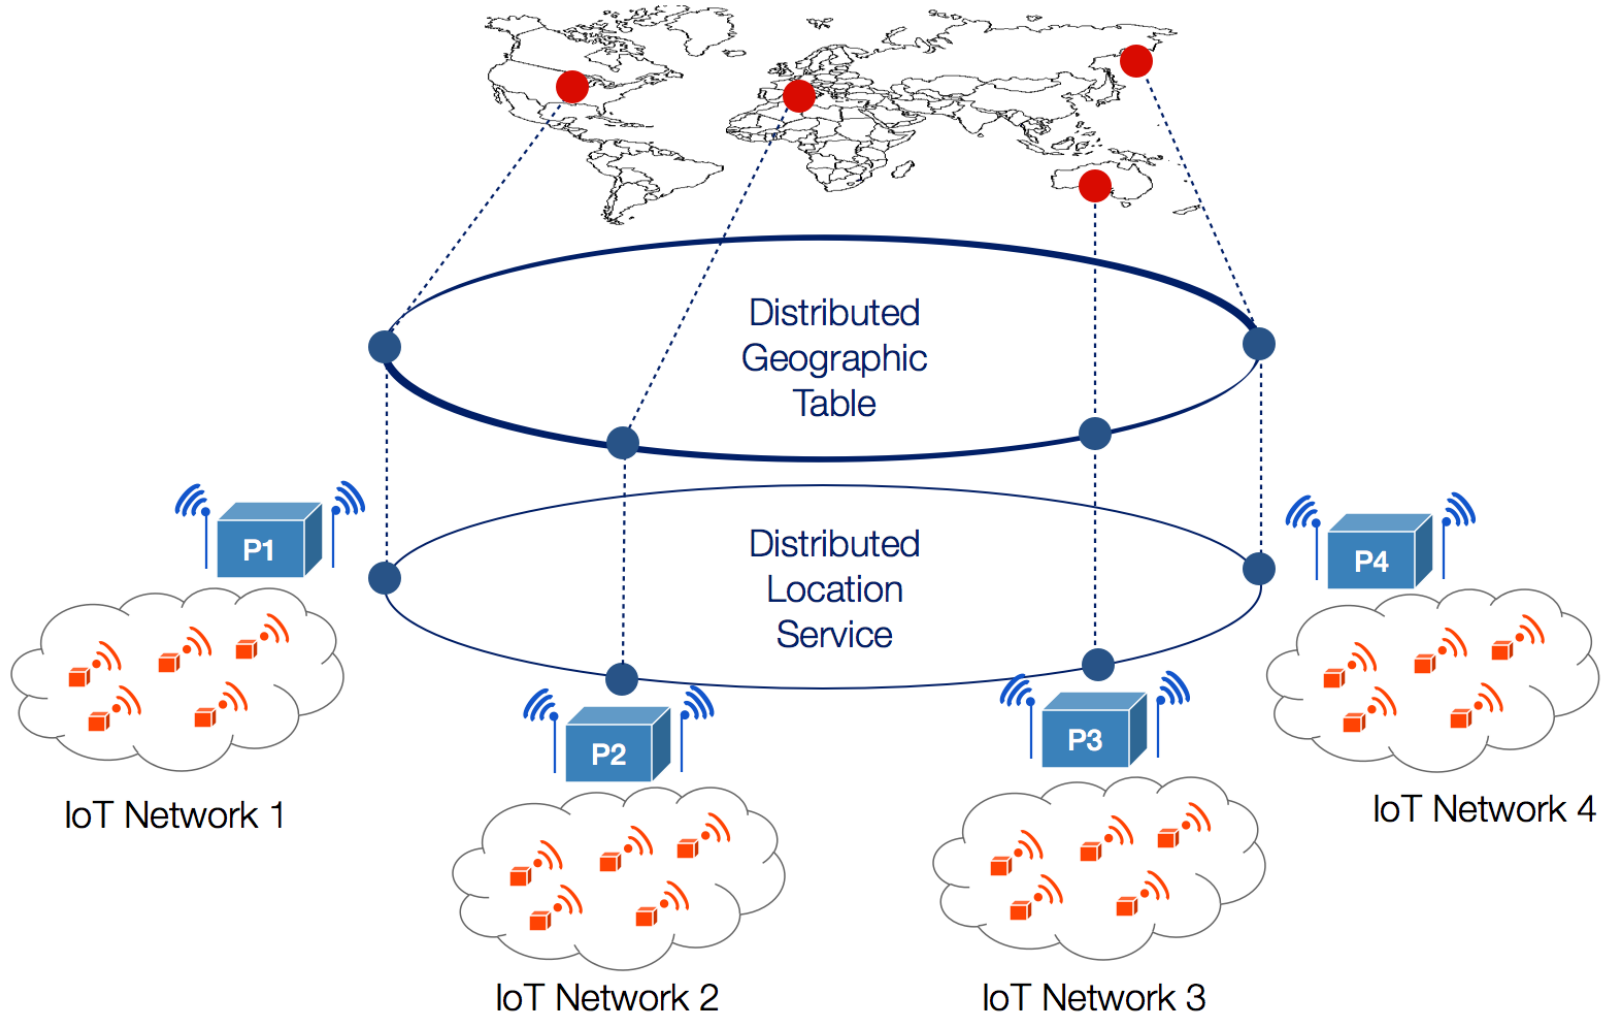 Distributed
Geographic
Table
Distributed
Location
Service
P1
P4
P2
P3
IoT Network 1
IoT Network 4
IoT Network 2
IoT Network 3